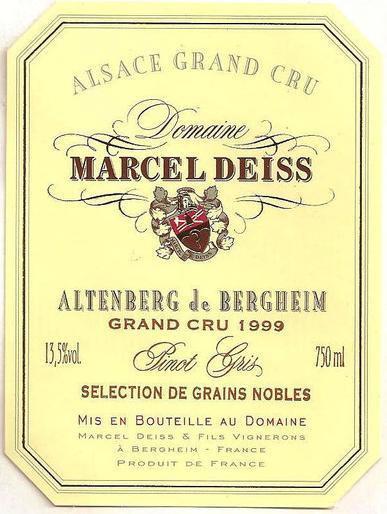 ALSACE GRAND CRU
Domaine
MARCEL DEISS
ALTENBERG de BERGHEIM
GRAND CRU 1999
13,5%vol. Pinot Gris 750 ml
SELECTION DE GRAINS NOBLES
MIS EN BOUTEILLE AU DOMAINE
MARCEL DEISS & FILS VIGNERONS
À BERGHEIM - FRANCE
PRODUIT DE FRANCE